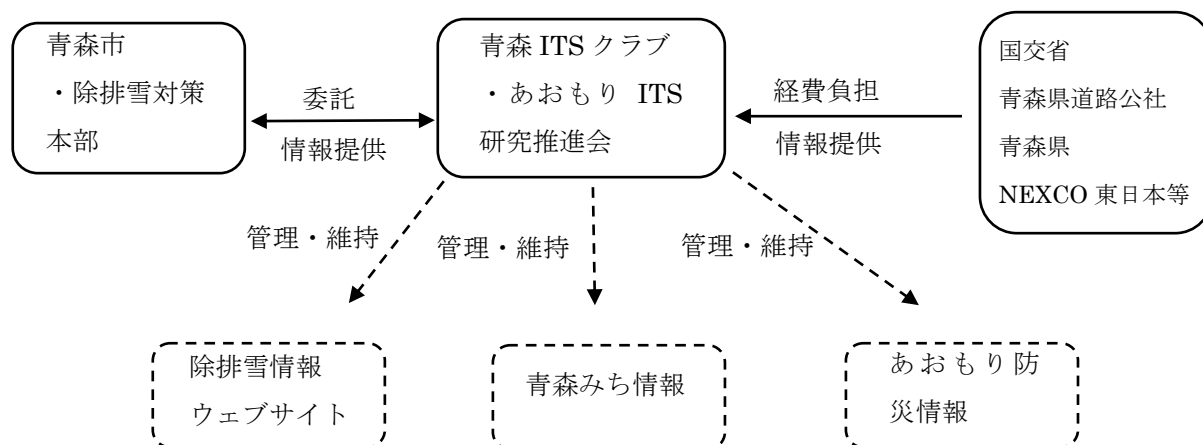 青森市
・除排雪対策
本部
委託
情報提供
青森 ITS クラブ
・あおもり ITS
研究推進会
経費負担
情報提供
国交省
青森県道路公社
青森県
NEXCO 東日本等
管理・維持
管理・維持
管理・維持
除排雪情報
ウェブサイト
青森みち情報
あおもり防
災情報